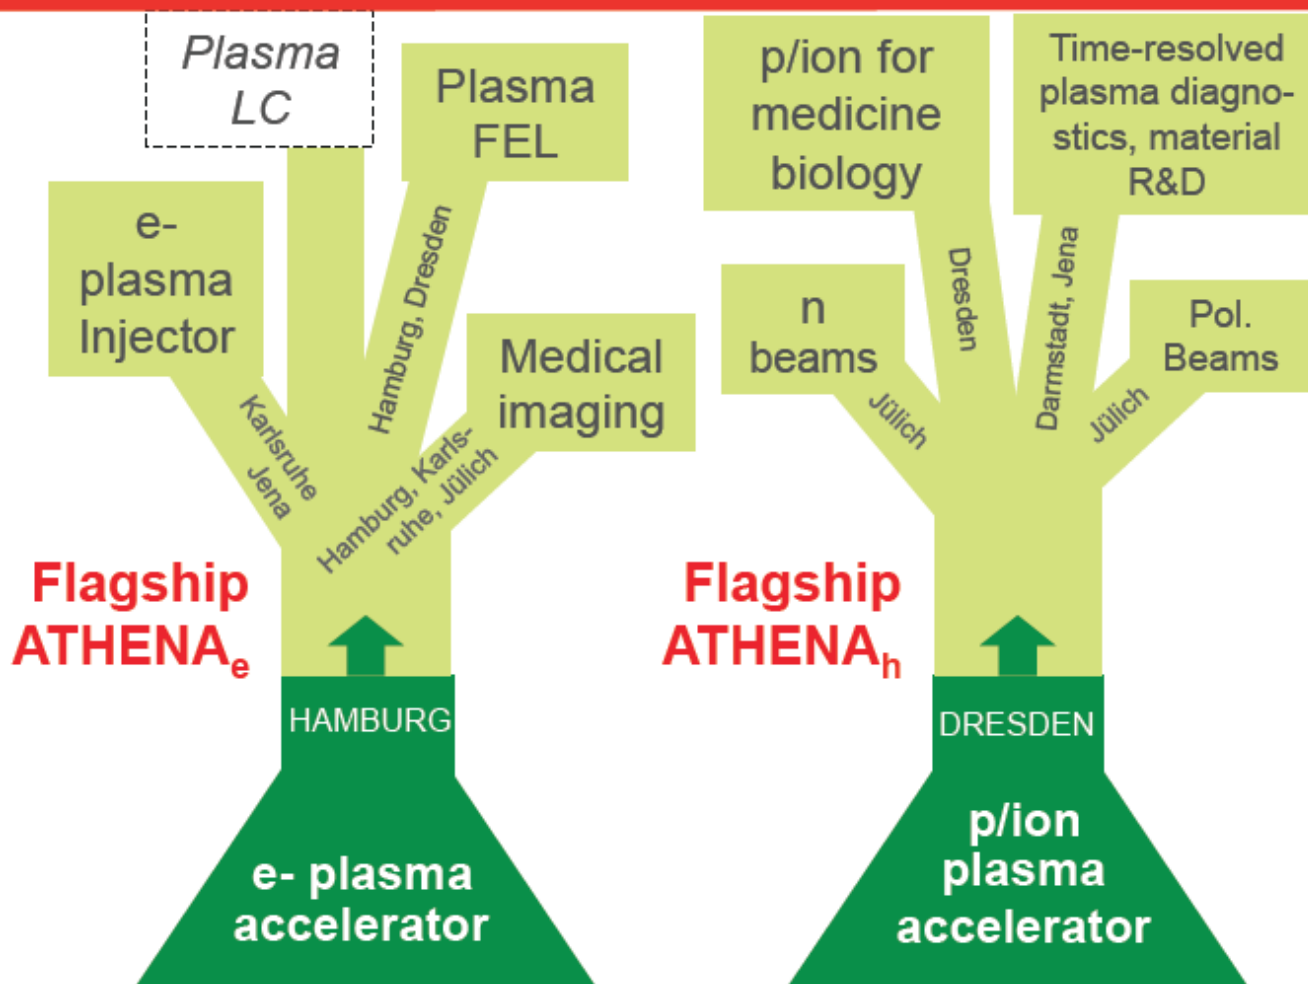 Plasma
LC
Plasma
FEL
e-
plasma
Injector
Medical
imaging
Karlsruhe
Jena
Hamburg, Dresden
Hamburg, Karls-
ruhe, Jülich
Flagship
ATHENAe
HAMBURG
e- plasma
accelerator
p/ion for
medicine
biology
Time-resolved
plasma diagno-
stics, material
R&D
n
beams
Pol.
Beams
Jülich
Dresden
Darmstadt, Jena
Jülich
Flagship
ATHENAh
DRESDEN
p/ion
plasma
accelerator